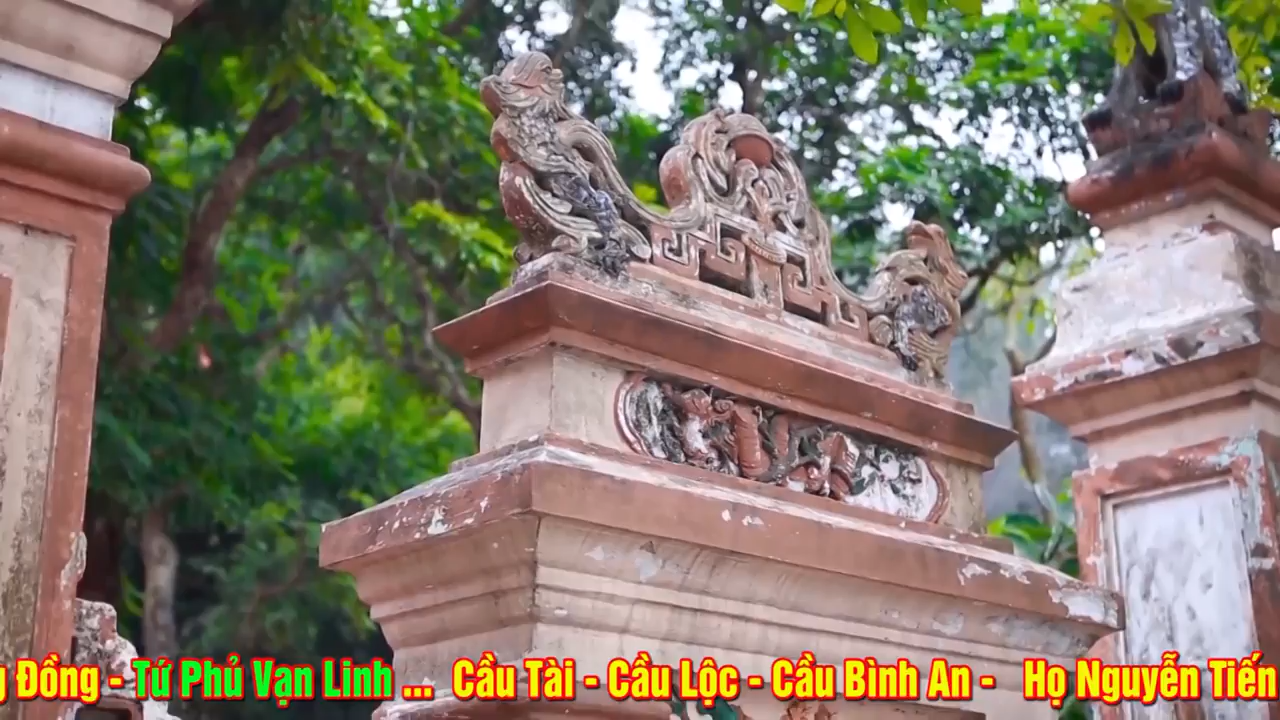 Đồng - Tứ Phủ Vạn Linh ... Cầu Tài - Cầu Lộc - Cầu Bình An - Họ Nguyễn Tiến